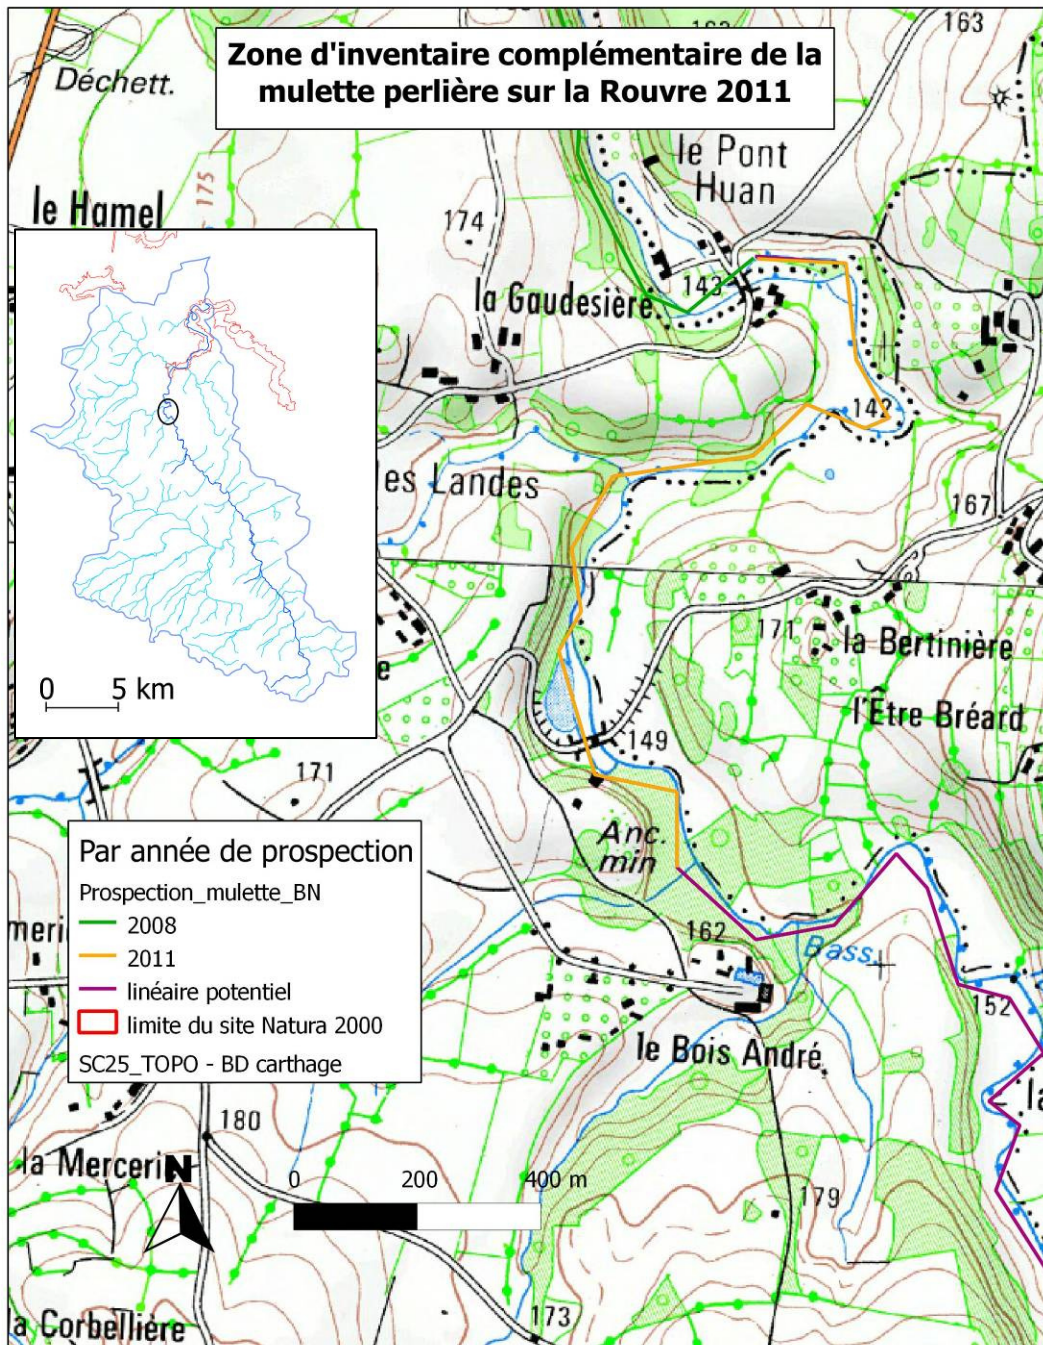 163
Zone d'inventaire complémentaire de la
mulette perlière sur la Rouvre 2011
Déchett.
le Pont
Huan
175
le Hamel
174
la Gaudesière
143
142
es Landes
167
0 5 km
e
171
la Bertinière
l'Être Bréard
149
171
Anc.
min
Par année de prospection
Prospection_mulette_BN
2008
2011
linéaire potentiel
limite du site Natura 2000
SC25_TOPO - BD carthage
meri
162
Bass.
152
le Bois André
la
180
la Mercerie
N
0 200 400 m
179
173
la Corbellière